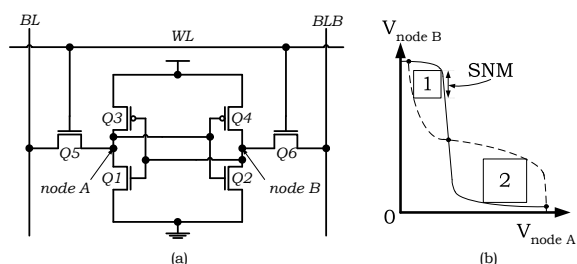 BL
WL
BLB
Q3
Q4
Q5
Q6
node A
Q1
Q2
node B
(a)
V node B
1
SNM
2
0
V node A
(b)